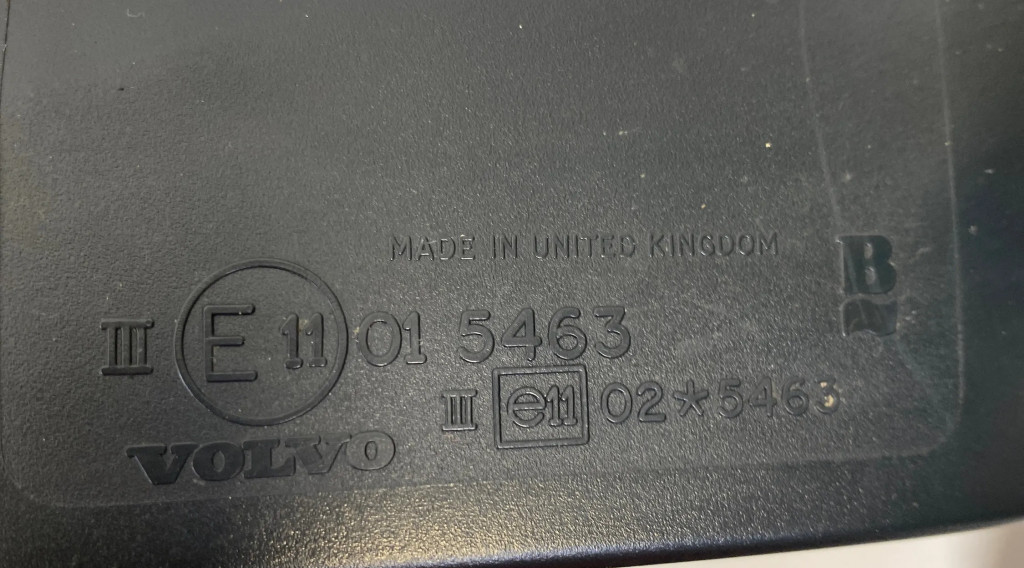 MADE IN UNITED KINGDOM
B
III E 11 01 5463
III e11 02*5463
VOLVO